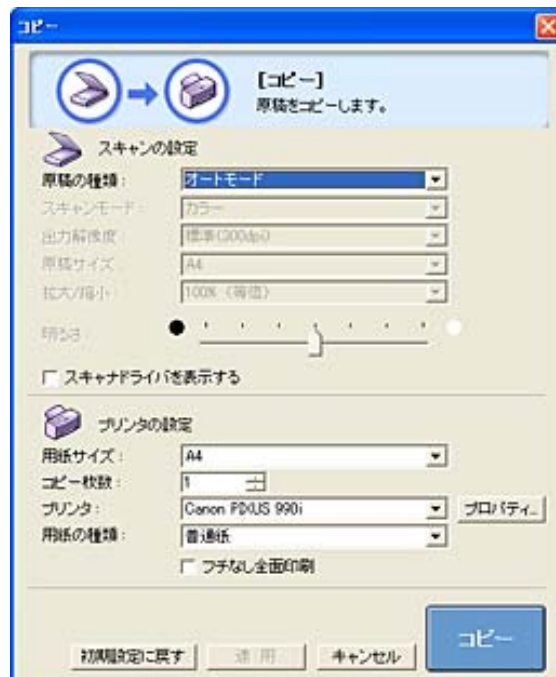 コピー
[コピー]
原稿をコピーします。
スキャンの設定
原稿の種類： オートモード
スキャンモード： カラー
出力解像度： 標準(300dpi)
原稿サイズ： A4
拡大/縮小： 100% (等倍)
明るさ：
スキャナドライバを表示する
プリンタの設定
用紙サイズ： A4
コピー枚数： 1
プリンタ： Canon PIXUS 990i プロパティ...
用紙の種類： 普通紙
フチなし全面印刷
初期設定に戻す 適用 キャンセル コピー